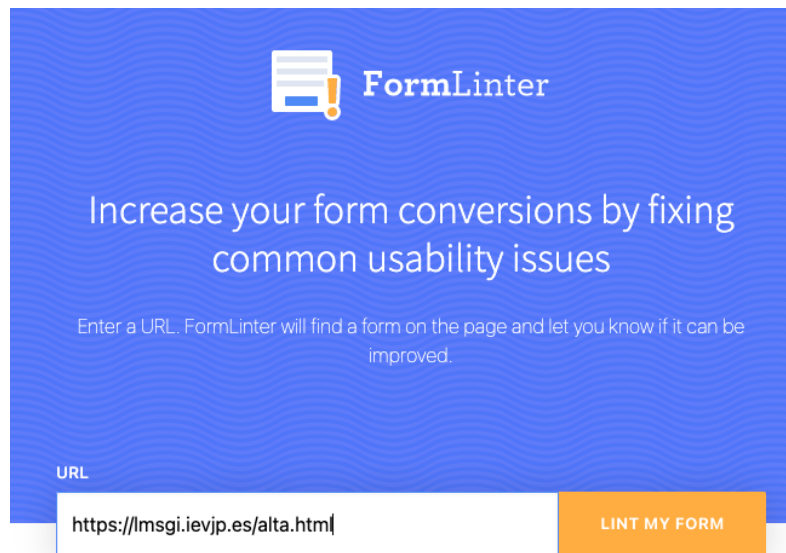 FormLinter
Increase your form conversions by fixing
common usability issues
Enter a URL. FormLinter will find a form on the page and let you know if it can be
improved.
URL
https://lmsgi.ievjp.es/alta.html
LINT MY FORM